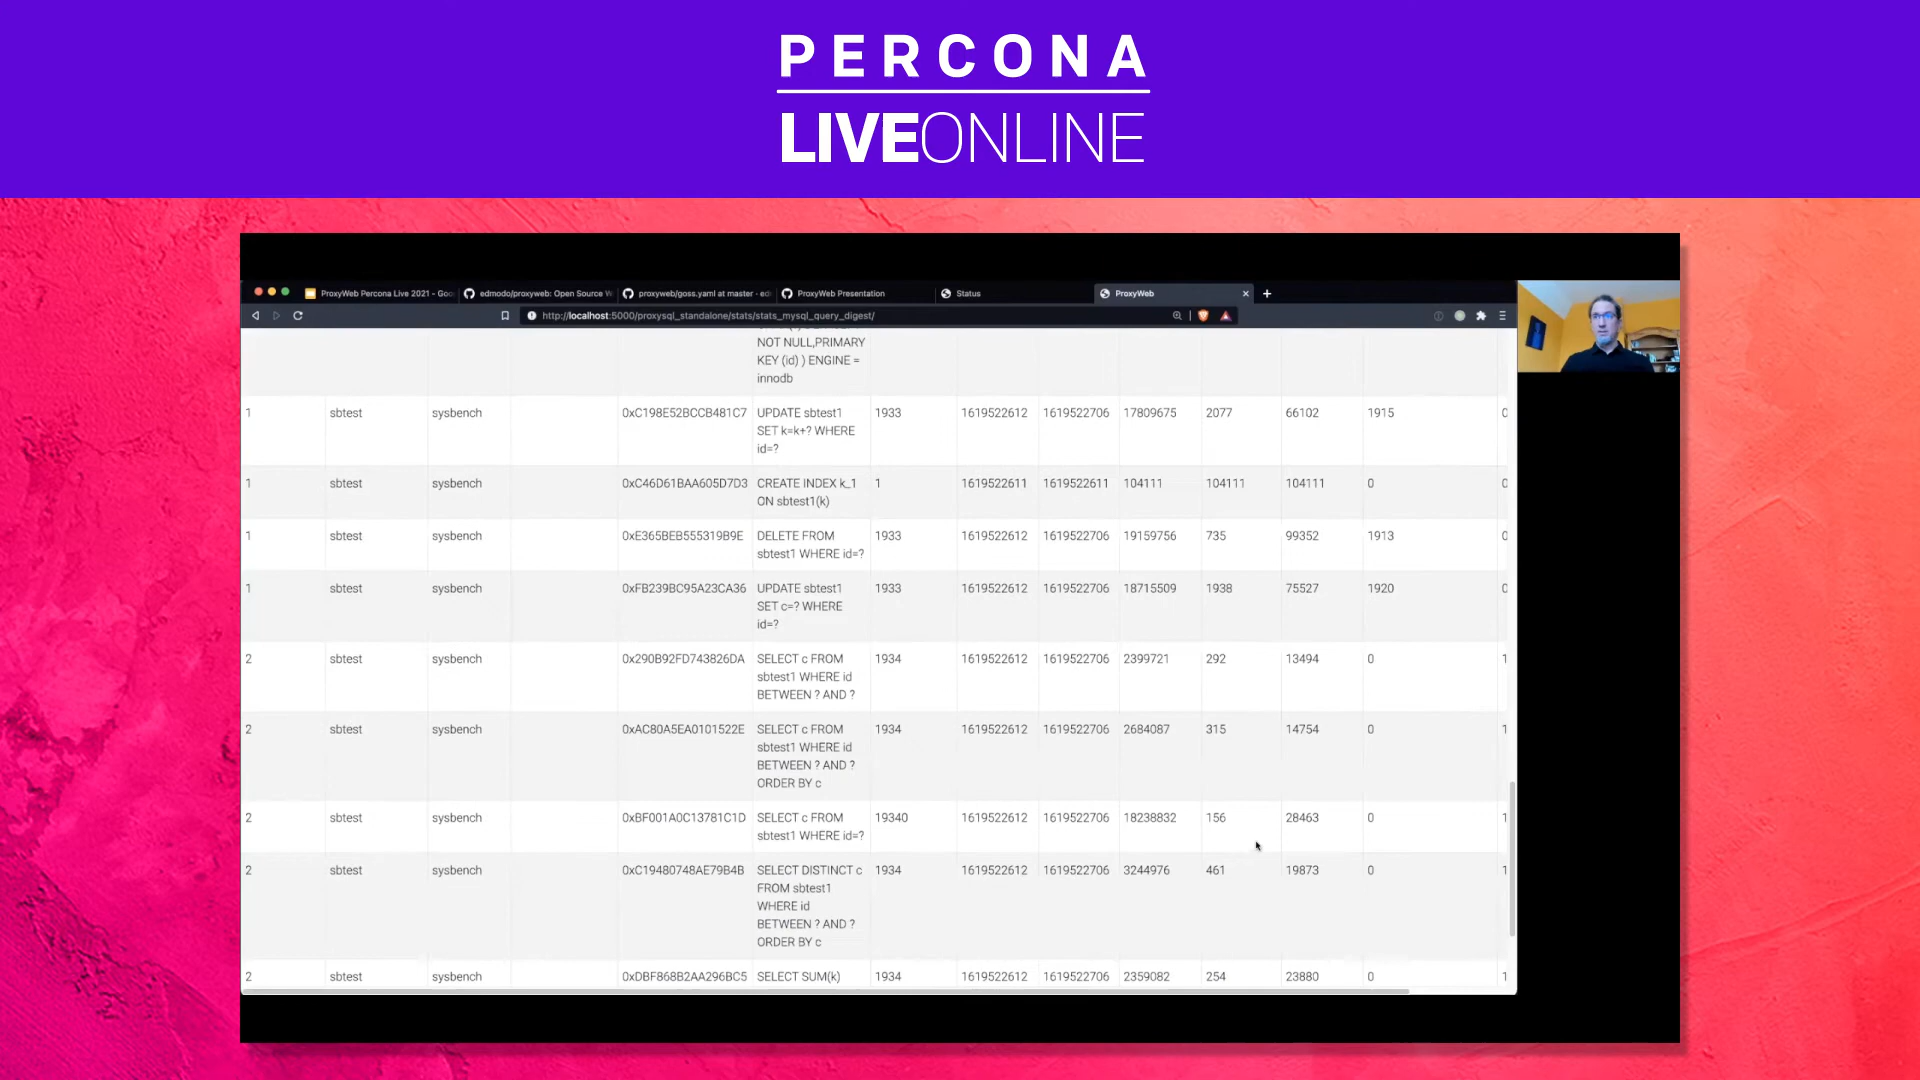 PERCONA
LIVEONLINE
ProxyWeb Percona Live 2021 - Goo
edmodo/proxyweb: Open Source W
proxyweb/goss.yaml at master · ed
ProxyWeb Presentation
Status
ProxyWeb
http://localhost:5000/proxysql_standalone/stats/stats_mysql_query_digest/
NOT NULL,PRIMARY
KEY (id) ) ENGINE =
innodb
1 sbtest sysbench 0xC198E52BCCB481C7 UPDATE sbtest1 1933 1619522612 1619522706 17809675 2077 66102 1915 0
SET k=k+? WHERE
id=?
1 sbtest sysbench 0xC46D61BAA605D7D3 CREATE INDEX k_1 1 1619522611 1619522611 104111 104111 104111 0 0
ON sbtest1(k)
1 sbtest sysbench 0xE365BEB555319B9E DELETE FROM 1933 1619522612 1619522706 19159756 735 99352 1913 0
sbtest1 WHERE id=?
1 sbtest sysbench 0xFB239BC95A23CA36 UPDATE sbtest1 1933 1619522612 1619522706 18715509 1938 75527 1920 0
SET c=? WHERE
id=?
2 sbtest sysbench 0x290B92FD743826DA SELECT c FROM 1934 1619522612 1619522706 2399721 292 13494 0 1
sbtest1 WHERE id
BETWEEN ? AND ?
2 sbtest sysbench 0xAC80A5EA0101522E SELECT c FROM 1934 1619522612 1619522706 2684087 315 14754 0 1
sbtest1 WHERE id
BETWEEN ? AND ?
ORDER BY c
2 sbtest sysbench 0xBF001A0C13781C1D SELECT c FROM 19340 1619522612 1619522706 18238832 156 28463 0 1
sbtest1 WHERE id=?
2 sbtest sysbench 0xC19480748AE79B4B SELECT DISTINCT c 1934 1619522612 1619522706 3244976 461 19873 0 1
FROM sbtest1
WHERE id
BETWEEN ? AND ?
ORDER BY c
2 sbtest sysbench 0xDBF868B2AA296BC5 SELECT SUM(k) 1934 1619522612 1619522706 2359082 254 23880 0 1